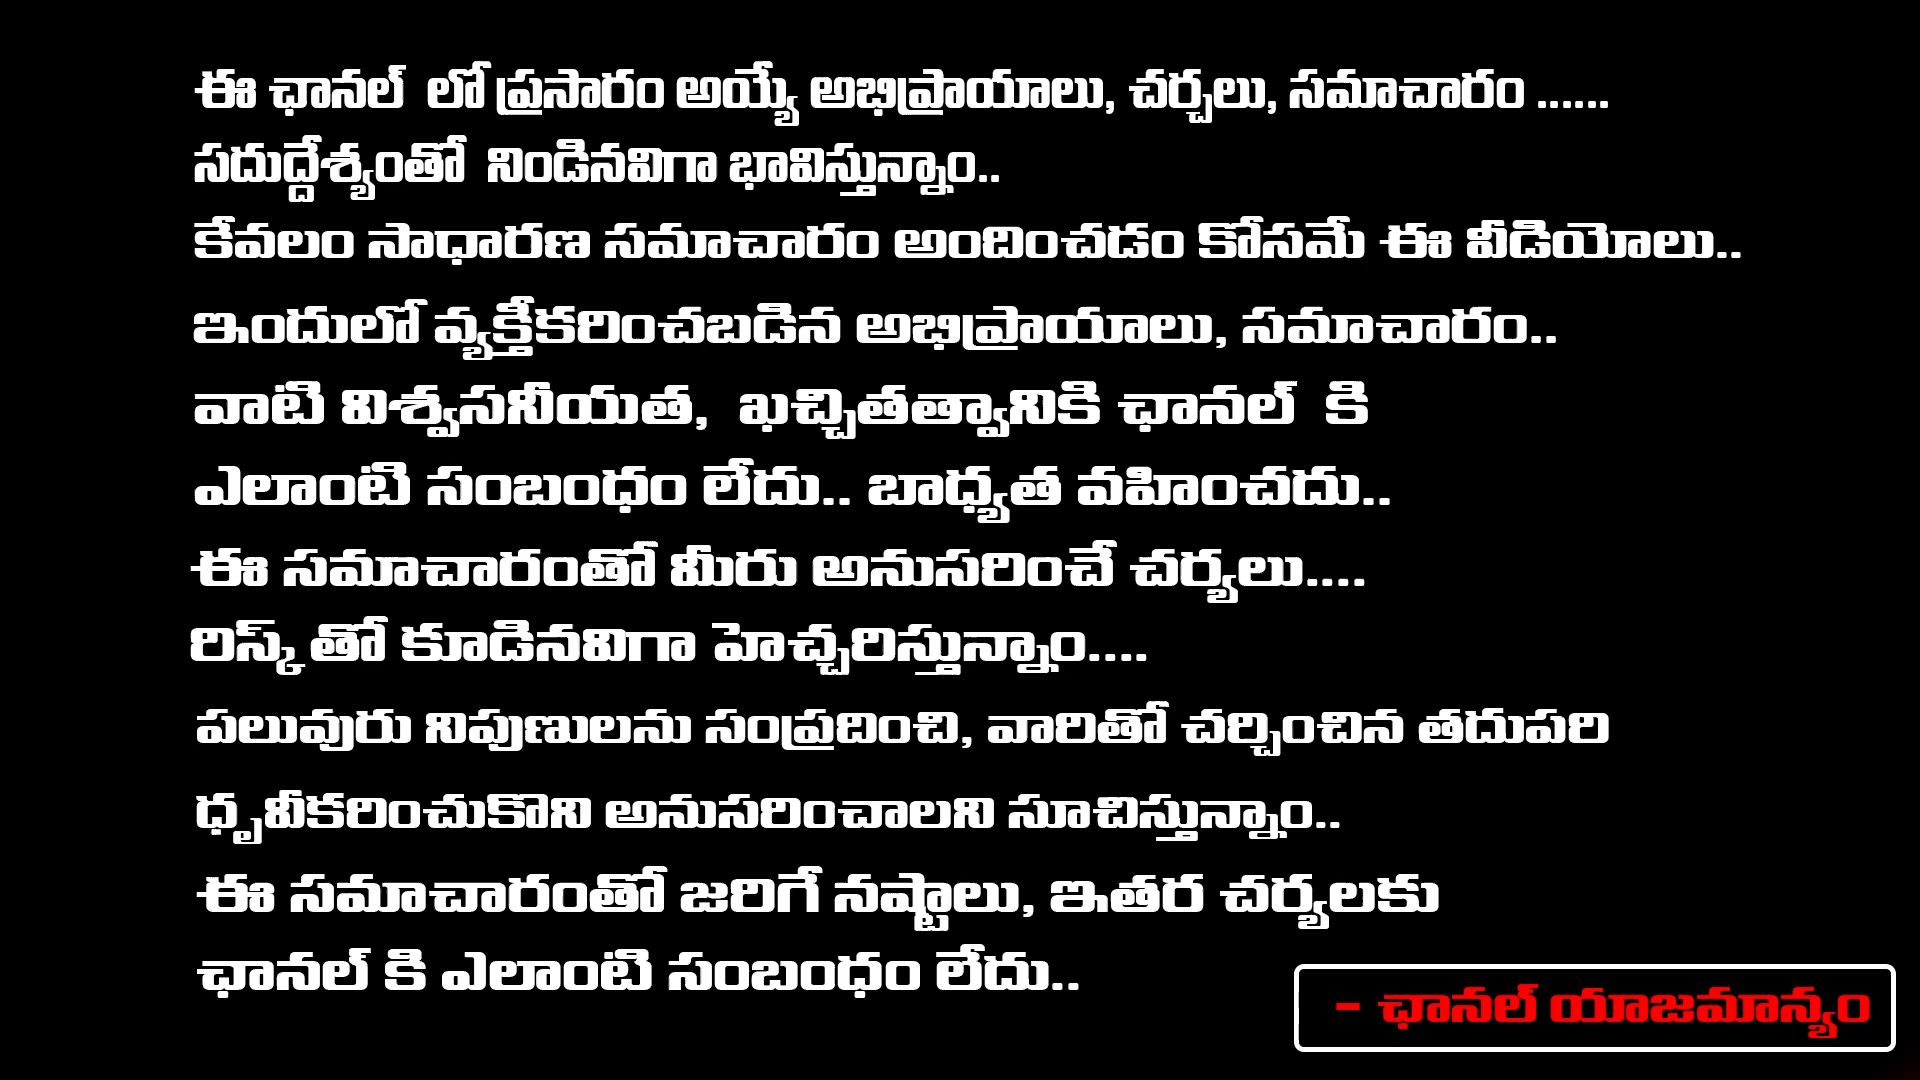 ఈ ఛానల్ లో ప్రసారం అయ్యే అభిప్రాయాలు, చర్చలు, సమాచారం ......
సదుద్దేశ్యంతో నిండినవిగా భావిస్తున్నాం..
కేవలం సాధారణ సమాచారం అందించడం కోసమే ఈ వీడియోలు..
ఇందులో వ్యక్తీకరించబడిన అభిప్రాయాలు, సమాచారం..
వాటి విశ్వసనీయత, ఖచ్చితత్వానికి ఛానల్ కి
ఎలాంటి సంబంధం లేదు.. బాధ్యత వహించదు..
ఈ సమాచారంతో మీరు అనుసరించే చర్యలు....
రిస్క్ తో కూడినవిగా హెచ్చరిస్తున్నాం....
పలువురు నిపుణులను సంప్రదించి, వారితో చర్చించిన తదుపరి
ధృవీకరించుకొని అనుసరించాలని సూచిస్తున్నాం..
ఈ సమాచారంతో జరిగే నష్టాలు, ఇతర చర్యలకు
ఛానల్ కి ఎలాంటి సంబంధం లేదు..
- ఛానల్ యాజమాన్యం